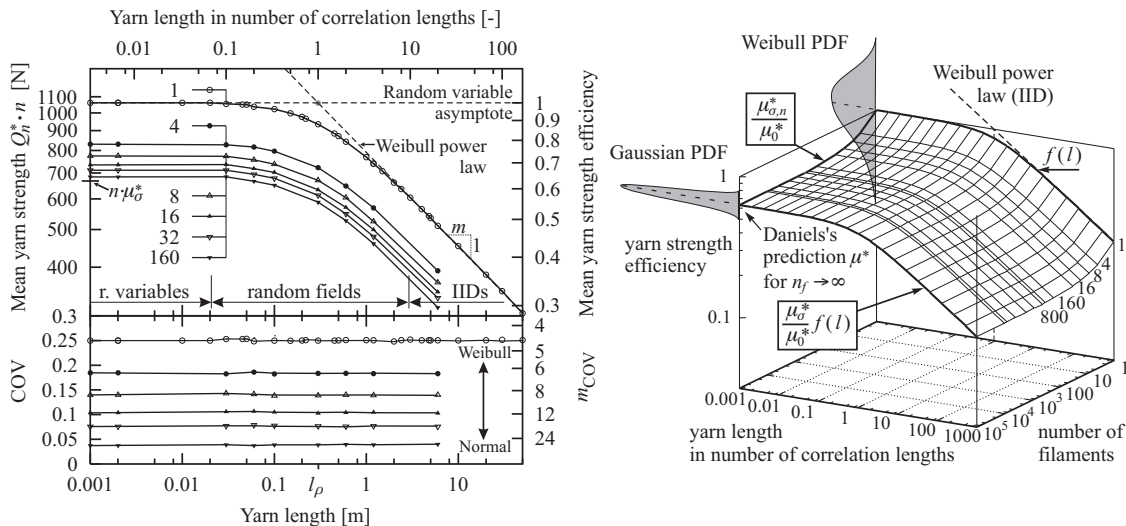 Yarn length in number of correlation lengths [-]
0.01 0.1 1 10 100
Mean yarn strength Q*n · n [N]
1100
1000
900
800
700
600
500
400
0.3
1
4
n·μ*σ
8
16
32
160
Random variable
asymptote
Weibull power
law
m
1
r. variables
random fields
IIDs
1
0.9
0.8
0.7
0.6
0.5
0.4
0.3
Mean yarn strength efficiency
COV
0.25
0.2
0.15
0.1
0.05
0
Weibull
Normal
4
5
6
8
12
24
mCOV
0.001 0.01 0.1 lρ 1 10
Yarn length [m]
Weibull PDF
Weibull power
law (IID)
μ*σ,n
μ*0
f(l)
Gaussian PDF
1
yarn strength
efficiency
0.1
Daniels's
prediction μ*
for nf → ∞
μ*σ
μ*0
f(l)
1
4
8
16
160
800
0.001 0.01 0.1 1 10 100 1000
yarn length
in number of correlation lengths
10⁵ 10⁴ 10³ 100 10 1
number of
filaments